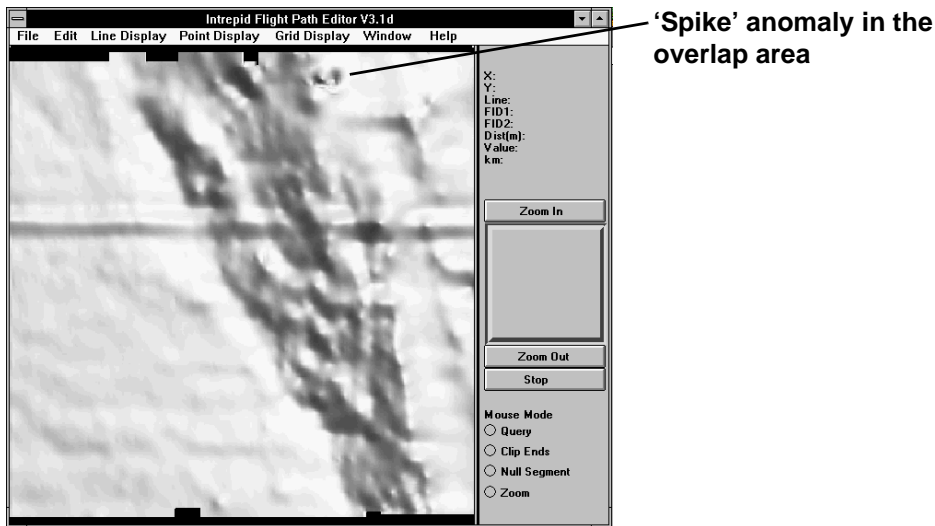 Intrepid Flight Path Editor V3.1d
File Edit Line Display Point Display Grid Display Window Help
‘Spike’ anomaly in the
overlap area
X:
Y:
Line:
FID1:
FID2:
Dist(m):
Value:
km:
Zoom In
Zoom Out
Stop
Mouse Mode
Query
Clip Ends
Null Segment
Zoom